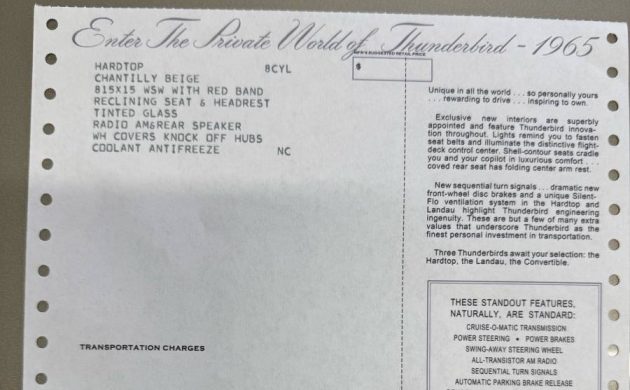 Enter The Private World of Thunderbird - 1965
MFR'S SUGGESTED RETAIL PRICE
$
HARDTOP 8CYL
CHANTILLY BEIGE
815X15 WSW WITH RED BAND
RECLINING SEAT & HEADREST
TINTED GLASS
RADIO AM&REAR SPEAKER
WH COVERS KNOCK OFF HUBS
COOLANT ANTIFREEZE NC
TRANSPORTATION CHARGES
Unique in all the world . . . so personally yours
. . . rewarding to drive . . . inspiring to own.
Exclusive new interiors are superbly
appointed and feature Thunderbird innova-
tion throughout. Lights remind you to fasten
seat belts and illuminate the distinctive flight-
deck control center. Shell-contour seats cradle
you and your copilot in luxurious comfort . . .
coved rear seat has folding center arm rest.
New sequential turn signals . . . dramatic new
front-wheel disc brakes and a unique Silent-
Flo ventilation system in the Hardtop and
Landau highlight Thunderbird engineering
ingenuity. These are but a few of many extra
values that underscore Thunderbird as the
finest personal investment in transportation.
Three Thunderbirds await your selection: the
Hardtop, the Landau, the Convertible.
THESE STANDOUT FEATURES,
NATURALLY, ARE STANDARD:
CRUISE-O-MATIC TRANSMISSION
POWER STEERING • POWER BRAKES
SWING-AWAY STEERING WHEEL
ALL-TRANSISTOR AM RADIO
SEQUENTIAL TURN SIGNALS
AUTOMATIC PARKING BRAKE RELEASE